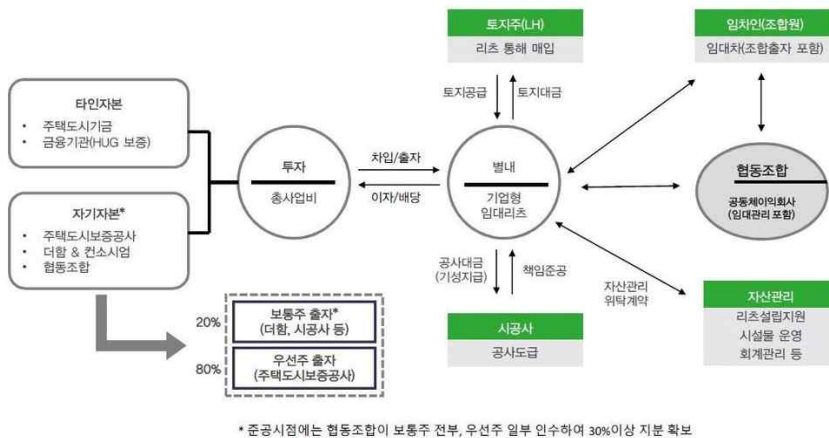 토지주(LH)
리츠 통해 매입
임차인(조합원)
임대차(조합출자 포함)
타인자본
• 주택도시기금
• 금융기관(HUG 보증)
토지공급
토지대금
투자
총사업비
차입/출자
이자/배당
별내
기업형
임대리츠
협동조합
공동체이익회사
(임대관리 포함)
자기자본*
• 주택도시보증공사
• 더함 & 컨소시엄
• 협동조합
공사대금
(기성지급)
책임준공
자산관리
위탁계약
시공사
공사도급
자산관리
리츠설립지원
시설물 운영
회계관리 등
20%
보통주 출자*
(더함, 시공사 등)
80%
우선주 출자
(주택도시보증공사)
* 준공시점에는 협동조합이 보통주 전부, 우선주 일부 인수하여 30%이상 지분 확보